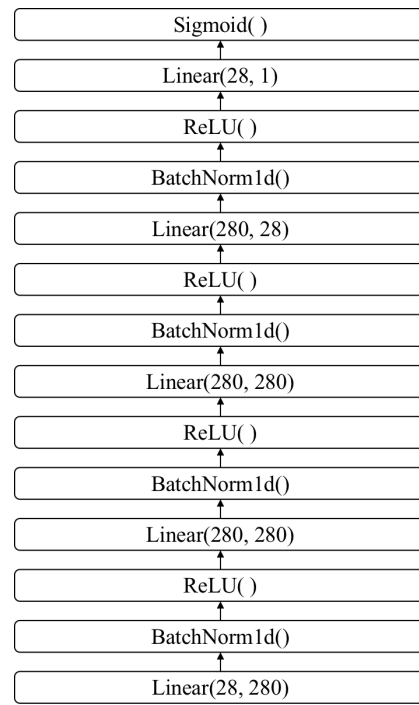 Sigmoid( )
Linear(28, 1)
ReLU( )
BatchNorm1d()
Linear(280, 28)
ReLU( )
BatchNorm1d()
Linear(280, 280)
ReLU( )
BatchNorm1d()
Linear(280, 280)
ReLU( )
BatchNorm1d()
Linear(28, 280)